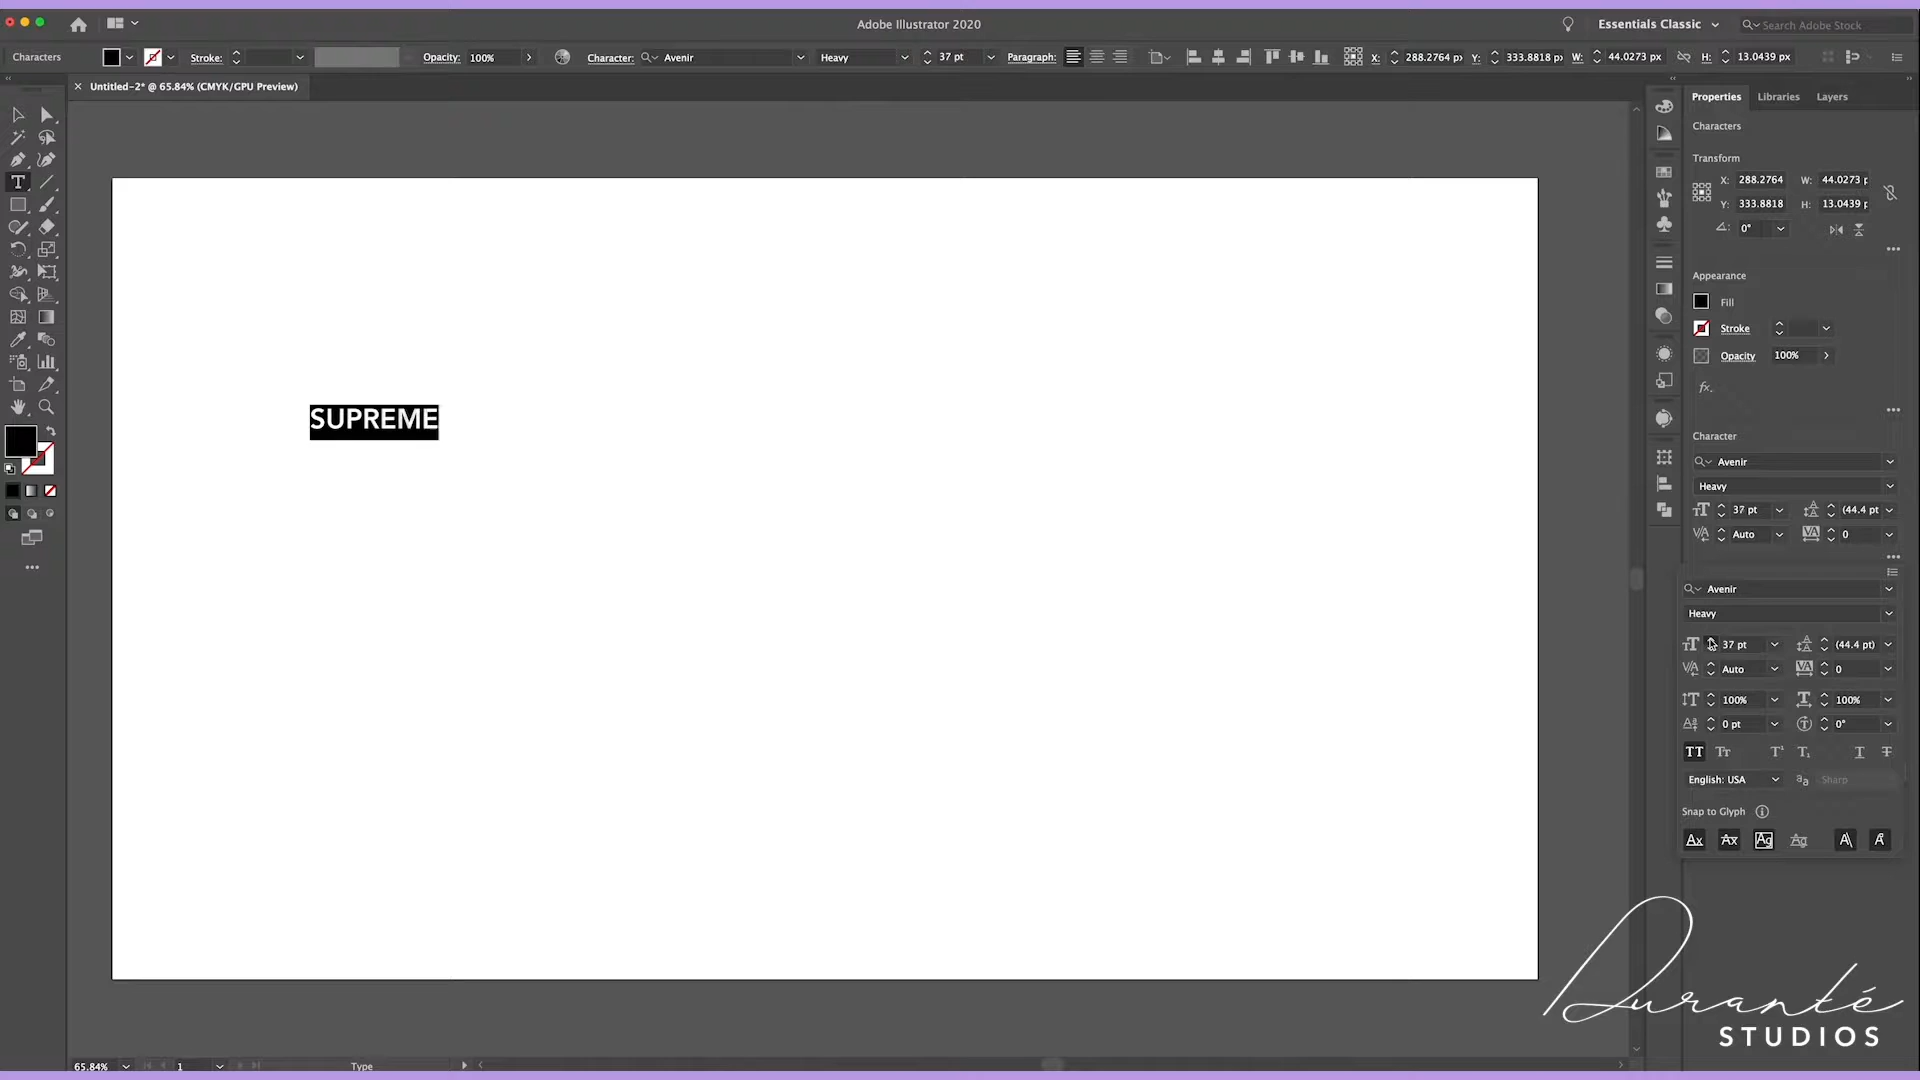 Adobe Illustrator 2020
Essentials Classic
Search Adobe Stock
Characters
Stroke:
Opacity: 100%
Character: Avenir
Heavy
37 pt
Paragraph:
X: 288.2764 px
Y: 333.8818 p
W: 44.0273 px
H: 13.0439 px
× Untitled-2* @ 65.84% (CMYK/GPU Preview)
SUPREME
Properties Libraries Layers
Characters
Transform
X: 288.2764 W: 44.0273 p
Y: 333.8818 H: 13.0439 p
0°
Appearance
Fill
Stroke
Opacity 100%
fx.
Character
Avenir
Heavy
37 pt (44.4 pt
Auto 0
Avenir
Heavy
37 pt (44.4 pt)
Auto 0
100% 100%
0 pt 0°
English: USA Sharp
Snap to Glyph
Duranté
STUDIOS
65.84% 1 Type